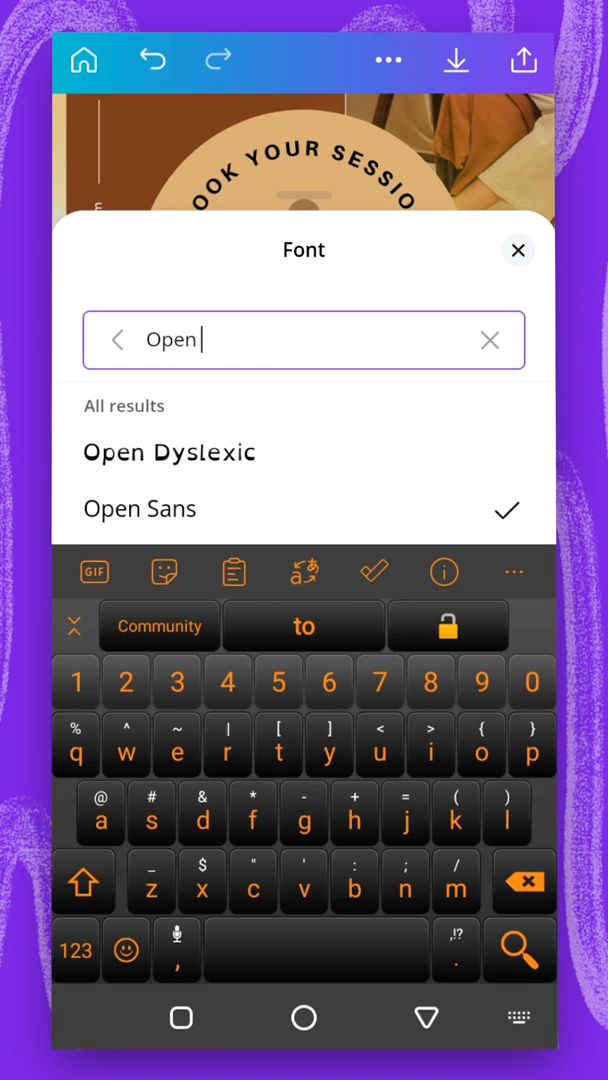 OOK YOUR SESSIO
m
Font
Open
All results
Open Dyslexic
Open Sans
GIF
Community to
1 2 3 4 5 6 7 8 9 0
% ^ ~ | [ ] < > { }
q w e r t y u i o p
@ # & * - + = ( )
a s d f g h j k l
_ $ " ' : ; /
z x c v b n m
123 , ,!? .